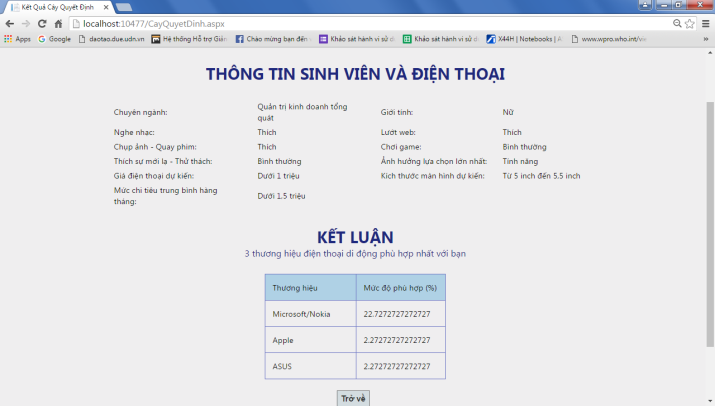 Kết Quả Cây Quyết Định
localhost:10477/CayQuyetDinh.aspx
Apps Google daotao.due.udn.vn Hệ thống Hỗ trợ Giản Chào mừng bạn đến Khảo sát hành vi sử d Khảo sát hành vi sử d X44H | Notebooks | A www.wpro.who.int/vie
THÔNG TIN SINH VIÊN VÀ ĐIỆN THOẠI
Chuyên ngành: Quản trị kinh doanh tổng quát Giới tính: Nữ
Nghe nhạc: Thích Lướt web: Thích
Chụp ảnh - Quay phim: Thích Chơi game: Bình thường
Thích sự mới lạ - Thử thách: Bình thường Ảnh hưởng lựa chọn lớn nhất: Tính năng
Giá điện thoại dự kiến: Dưới 1 triệu Kích thước màn hình dự kiến: Từ 5 inch đến 5.5 inch
Mức chi tiêu trung bình hàng tháng: Dưới 1.5 triệu
KẾT LUẬN
3 thương hiệu điện thoại di động phù hợp nhất với bạn
Thương hiệu Mức độ phù hợp (%)
Microsoft/Nokia 22.7272727272727
Apple 2.27272727272727
ASUS 2.27272727272727
Trở về